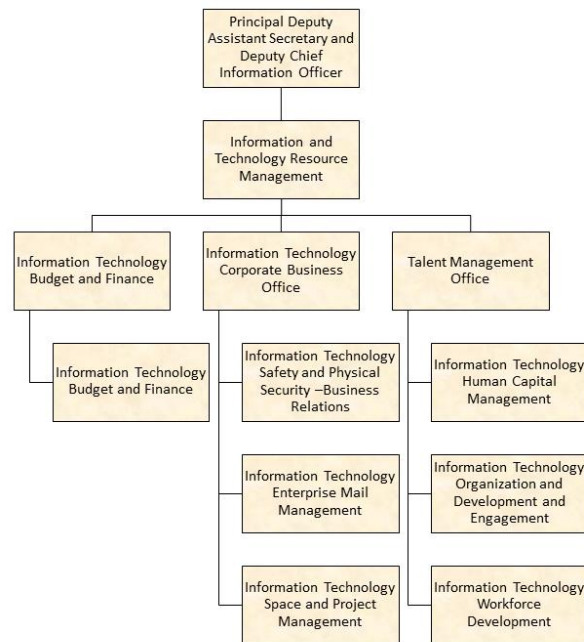 Principal Deputy
Assistant Secretary and
Deputy Chief
Information Officer
Information and
Technology Resource
Management
Information Technology
Budget and Finance
Information Technology
Corporate Business
Office
Talent Management
Office
Information Technology
Budget and Finance
Information Technology
Safety and Physical
Security –Business
Relations
Information Technology
Human Capital
Management
Information Technology
Enterprise Mail
Management
Information Technology
Organization and
Development and
Engagement
Information Technology
Space and Project
Management
Information Technology
Workforce
Development